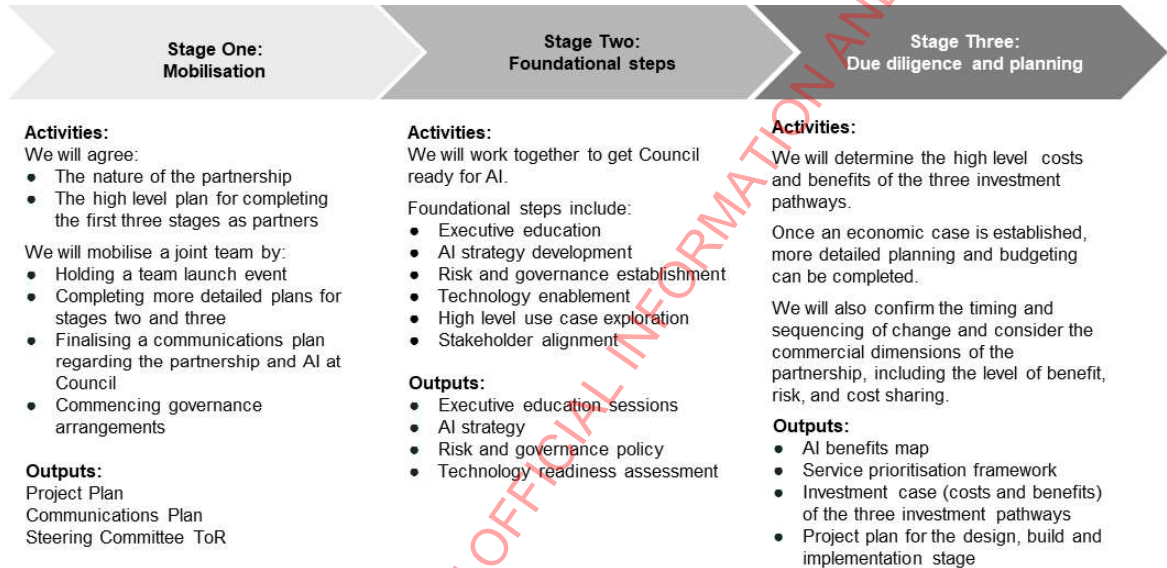 Stage One:
Mobilisation
Activities:
We will agree:
● The nature of the partnership
● The high level plan for completing
the first three stages as partners
We will mobilise a joint team by:
● Holding a team launch event
● Completing more detailed plans for
stages two and three
● Finalising a communications plan
regarding the partnership and AI at
Council
● Commencing governance
arrangements
Outputs:
Project Plan
Communications Plan
Steering Committee ToR
Stage Two:
Foundational steps
Activities:
We will work together to get Council
ready for AI.
Foundational steps include:
● Executive education
● AI strategy development
● Risk and governance establishment
● Technology enablement
● High level use case exploration
● Stakeholder alignment
Outputs:
● Executive education sessions
● AI strategy
● Risk and governance policy
● Technology readiness assessment
Stage Three:
Due diligence and planning
Activities:
We will determine the high level costs
and benefits of the three investment
pathways.
Once an economic case is established,
more detailed planning and budgeting
can be completed.
We will also confirm the timing and
sequencing of change and consider the
commercial dimensions of the
partnership, including the level of benefit,
risk, and cost sharing.
Outputs:
● AI benefits map
● Service prioritisation framework
● Investment case (costs and benefits)
of the three investment pathways
● Project plan for the design, build and
implementation stage
OFFICIAL INFORMATION AND